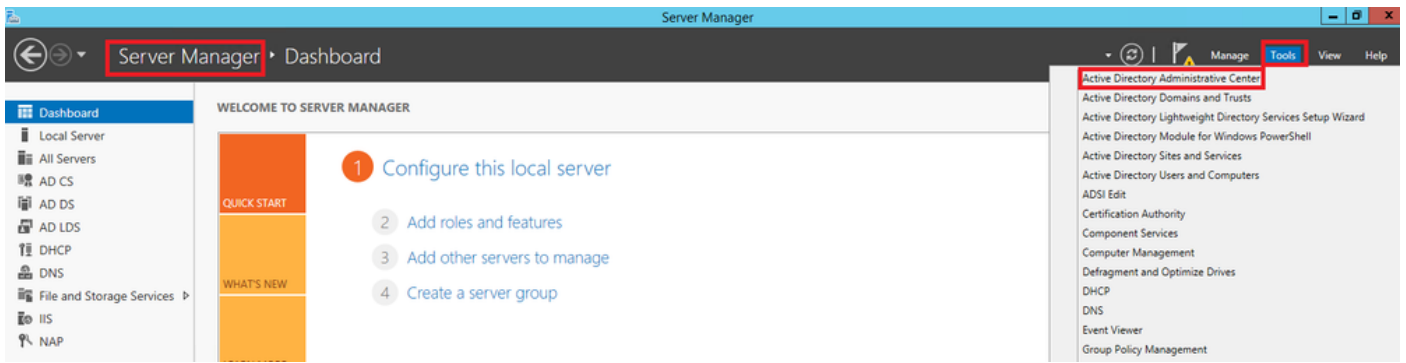 Server Manager
Server Manager • Dashboard
Manage Tools View Help
Dashboard
Local Server
All Servers
AD CS
AD DS
AD LDS
DHCP
DNS
File and Storage Services
IIS
NAP
WELCOME TO SERVER MANAGER
QUICK START
WHAT'S NEW
1 Configure this local server
2 Add roles and features
3 Add other servers to manage
4 Create a server group
Active Directory Administrative Center
Active Directory Domains and Trusts
Active Directory Lightweight Directory Services Setup Wizard
Active Directory Module for Windows PowerShell
Active Directory Sites and Services
Active Directory Users and Computers
ADSI Edit
Certification Authority
Component Services
Computer Management
Defragment and Optimize Drives
DHCP
DNS
Event Viewer
Group Policy Management